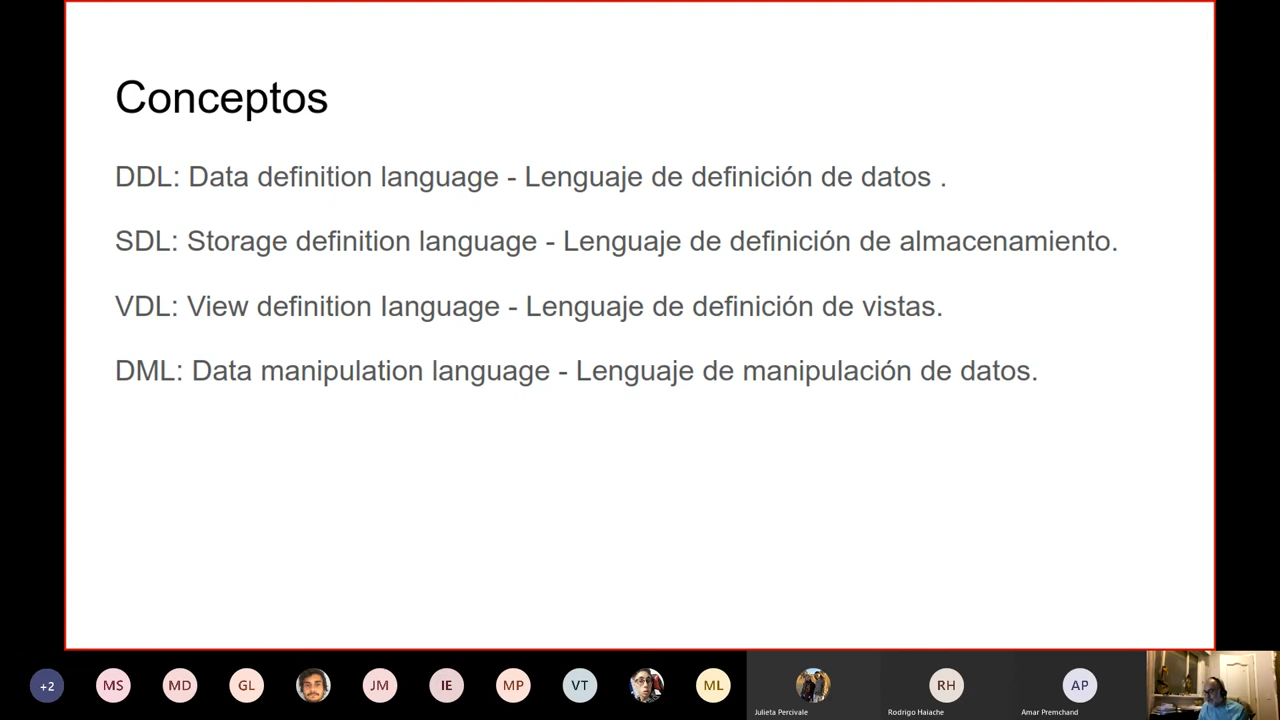 Conceptos
DDL: Data definition language - Lenguaje de definición de datos .
SDL: Storage definition language - Lenguaje de definición de almacenamiento.
VDL: View definition language - Lenguaje de definición de vistas.
DML: Data manipulation language - Lenguaje de manipulación de datos.
+2
MS
MD
GL
JM
IE
MP
VT
ML
Julieta Percivale
RH
Rodrigo Haiache
AP
Amar Premchand